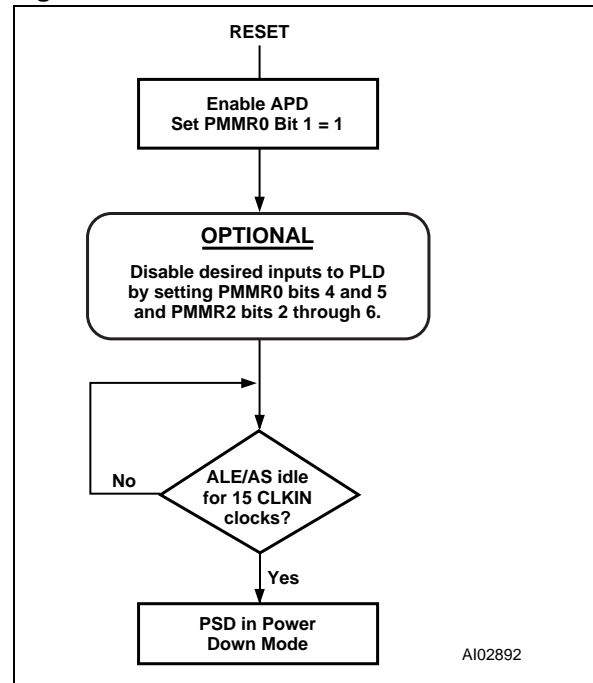 RESET
Enable APD
Set PMMR0 Bit 1 = 1
OPTIONAL
Disable desired inputs to PLD
by setting PMMR0 bits 4 and 5
and PMMR2 bits 2 through 6.
No
ALE/AS idle
for 15 CLKIN
clocks?
Yes
PSD in Power
Down Mode
AI02892